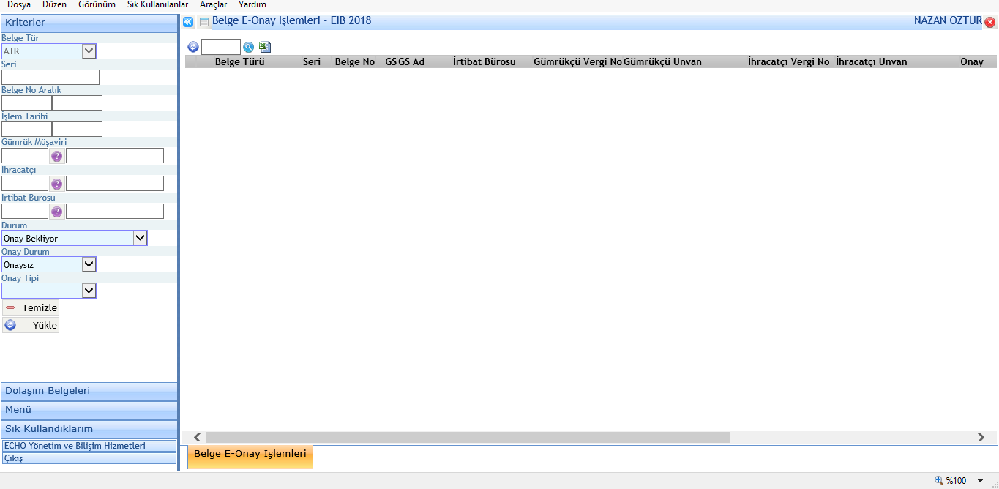 Dosya Düzen Görünüm Sık Kullanılanlar Araçlar Yardım
Kriterler
Belge E-Onay İşlemleri - EİB 2018
NAZAN ÖZTÜR
Belge Tür
ATR
Seri
Belge No Aralık
İşlem Tarihi
Gümrük Müşaviri
İhracatçı
İrtibat Bürosu
Durum
Onay Bekliyor
Onay Durum
Onaysız
Onay Tipi
Temizle
Yükle
Dolaşım Belgeleri
Menü
Sık Kullandıklarım
ECHO Yönetim ve Bilişim Hizmetleri
Çıkış
Belge Türü Seri Belge No GS GS Ad İrtibat Bürosu Gümrükçü Vergi No Gümrükçü Unvan İhracatçı Vergi No İhracatçı Unvan Onay
Belge E-Onay İşlemleri
%100